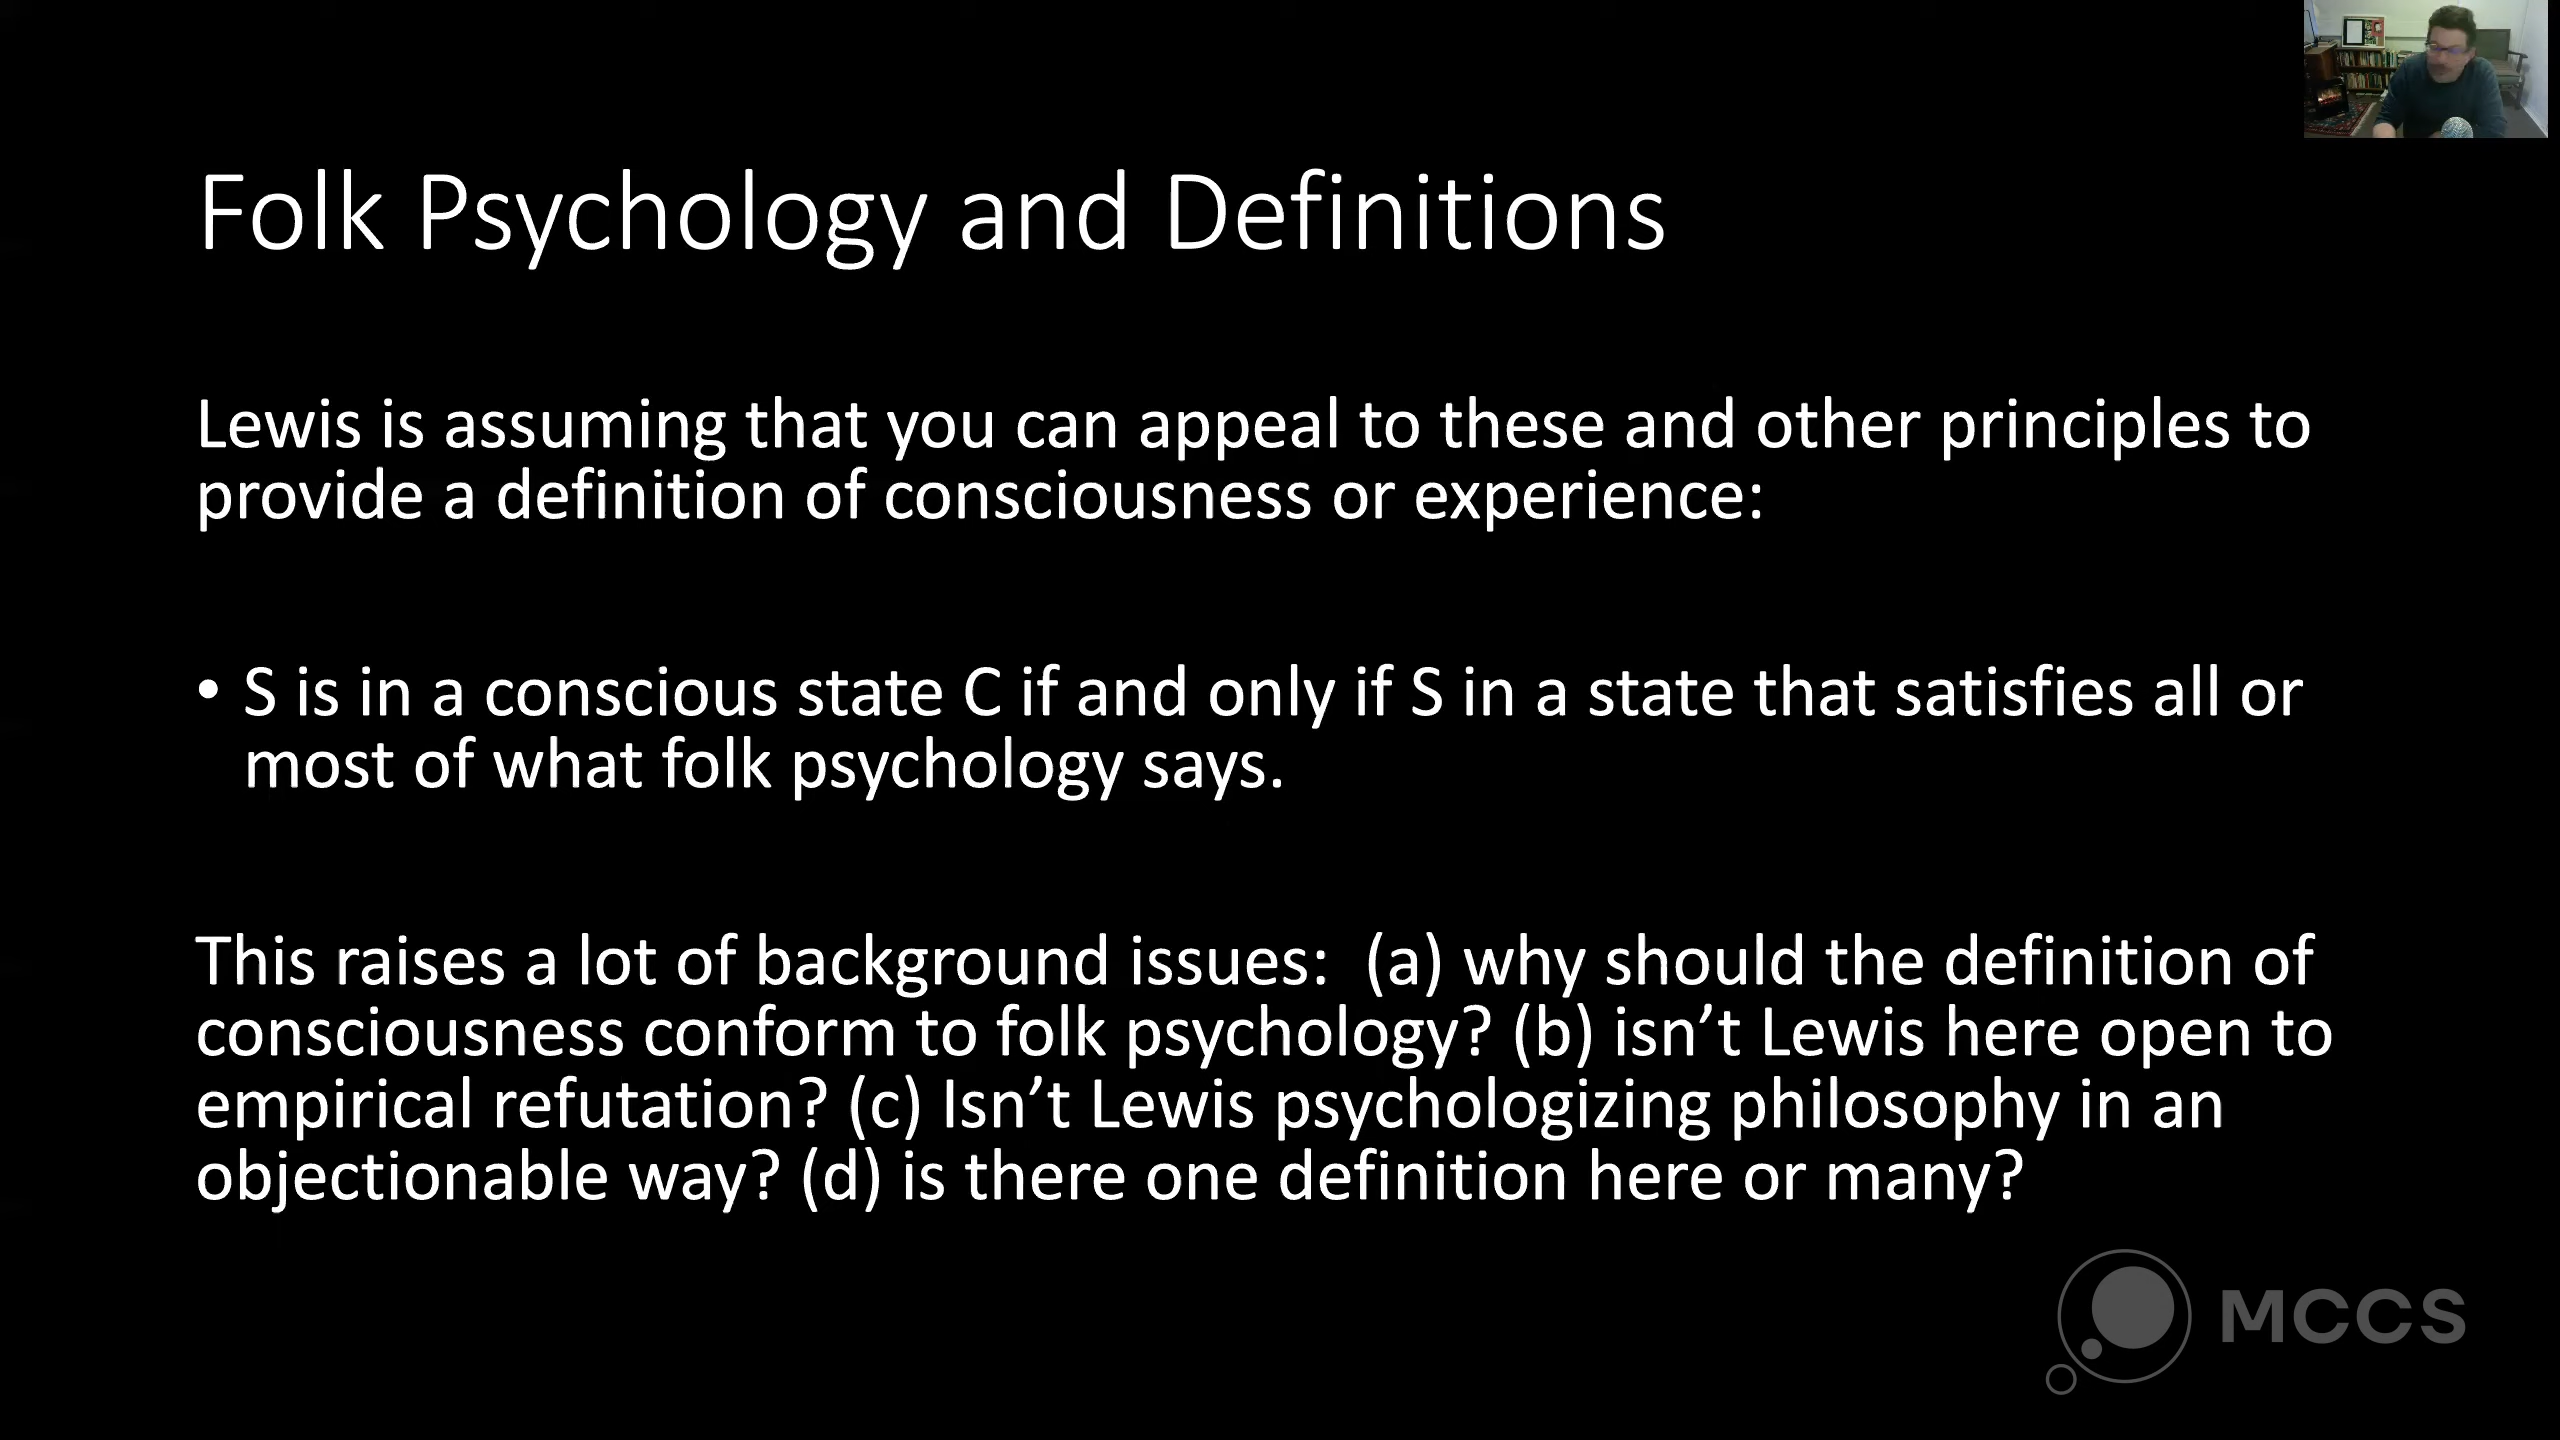 Folk Psychology and Definitions
Lewis is assuming that you can appeal to these and other principles to
provide a definition of consciousness or experience:
• S is in a conscious state C if and only if S in a state that satisfies all or
most of what folk psychology says.
This raises a lot of background issues:  (a) why should the definition of
consciousness conform to folk psychology? (b) isn’t Lewis here open to
empirical refutation? (c) Isn’t Lewis psychologizing philosophy in an
objectionable way? (d) is there one definition here or many?
MCCS